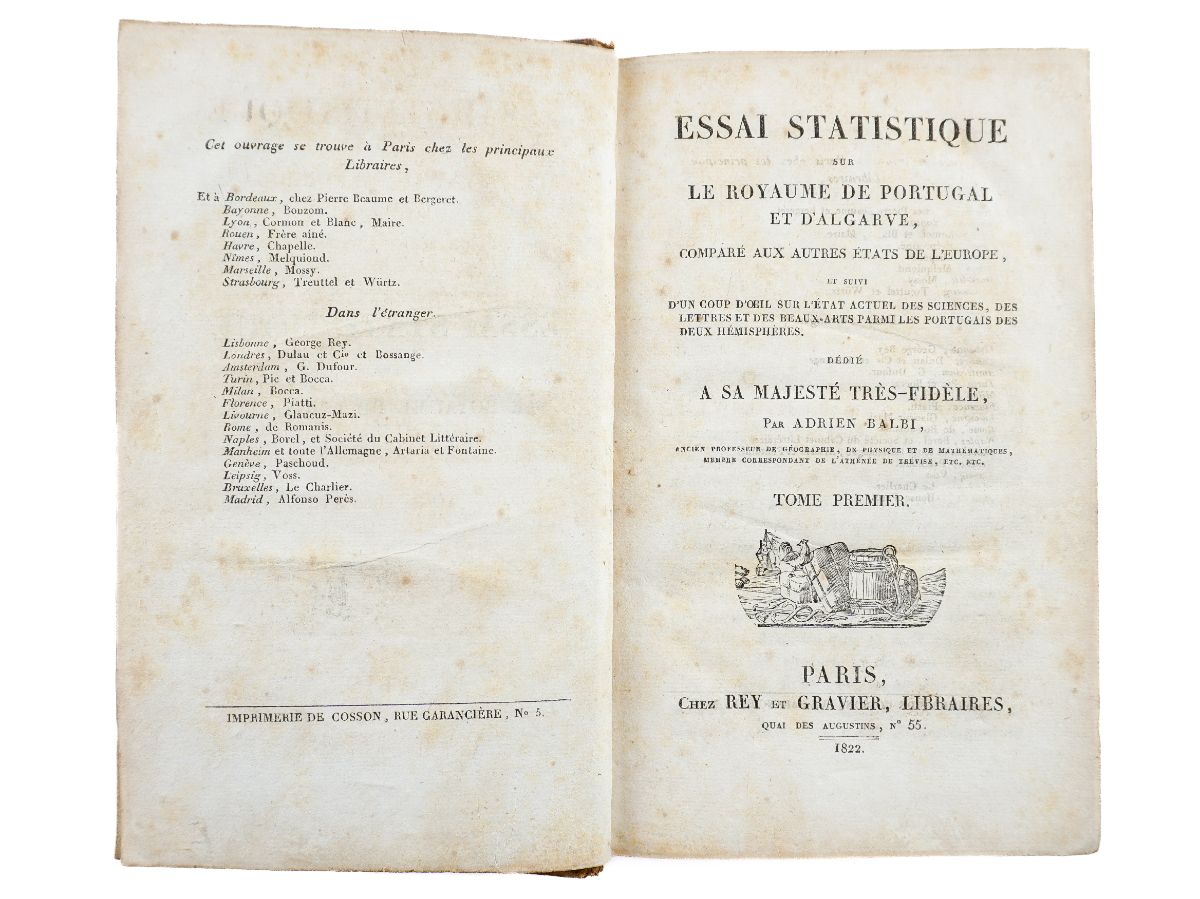 Cet ouvrage se trouve à Paris chez les principaux
Libraires,
Et à Bordeaux, chez Pierre Beaume et Bergeret.
Bayonne, Bonzom.
Lyon, Cormon et Blanc, Maire.
Rouen, Frère aîné.
Havre, Chapelle.
Nîmes, Melquiond.
Marseille, Mossy.
Strasbourg, Treuttel et Würtz.
Dans l'étranger.
Lisbonne, George Rey.
Londres, Dulau et Cie et Bossange.
Amsterdam, G. Dufour.
Turin, Pic et Bocca.
Milan, Bocca.
Florence, Piatti.
Livourne, Glaucuz-Mazi.
Rome, de Romanis.
Naples, Borel, et Société du Cabinet Littéraire.
Manheim et toute l'Allemagne, Artaria et Fontaine.
Genève, Paschoud.
Leipsig, Voss.
Bruxelles, Le Charlier.
Madrid, Alfonso Perès.
IMPRIMERIE DE COSSON, RUE GARANCIÈRE, No 5.
ESSAI STATISTIQUE
SUR
LE ROYAUME DE PORTUGAL
ET D'ALGARVE,
COMPARÉ AUX AUTRES ÉTATS DE L'EUROPE,
ET SUIVI
D'UN COUP D'ŒIL SUR L'ÉTAT ACTUEL DES SCIENCES, DES
LETTRES ET DES BEAUX-ARTS PARMI LES PORTUGAIS DES
DEUX HÉMISPHÈRES.
DÉDIÉ
A SA MAJESTÉ TRÈS-FIDÈLE,
PAR ADRIEN BALBI,
ANCIEN PROFESSEUR DE GÉOGRAPHIE, DE PHYSIQUE ET DE MATHÉMATIQUES,
MEMBRE CORRESPONDANT DE L'ATHÉNÉE DE TRÉVISE, ETC. ETC.
TOME PREMIER.
PARIS,
CHEZ REY ET GRAVIER, LIBRAIRES,
QUAI DES AUGUSTINS, N° 55.
1822.